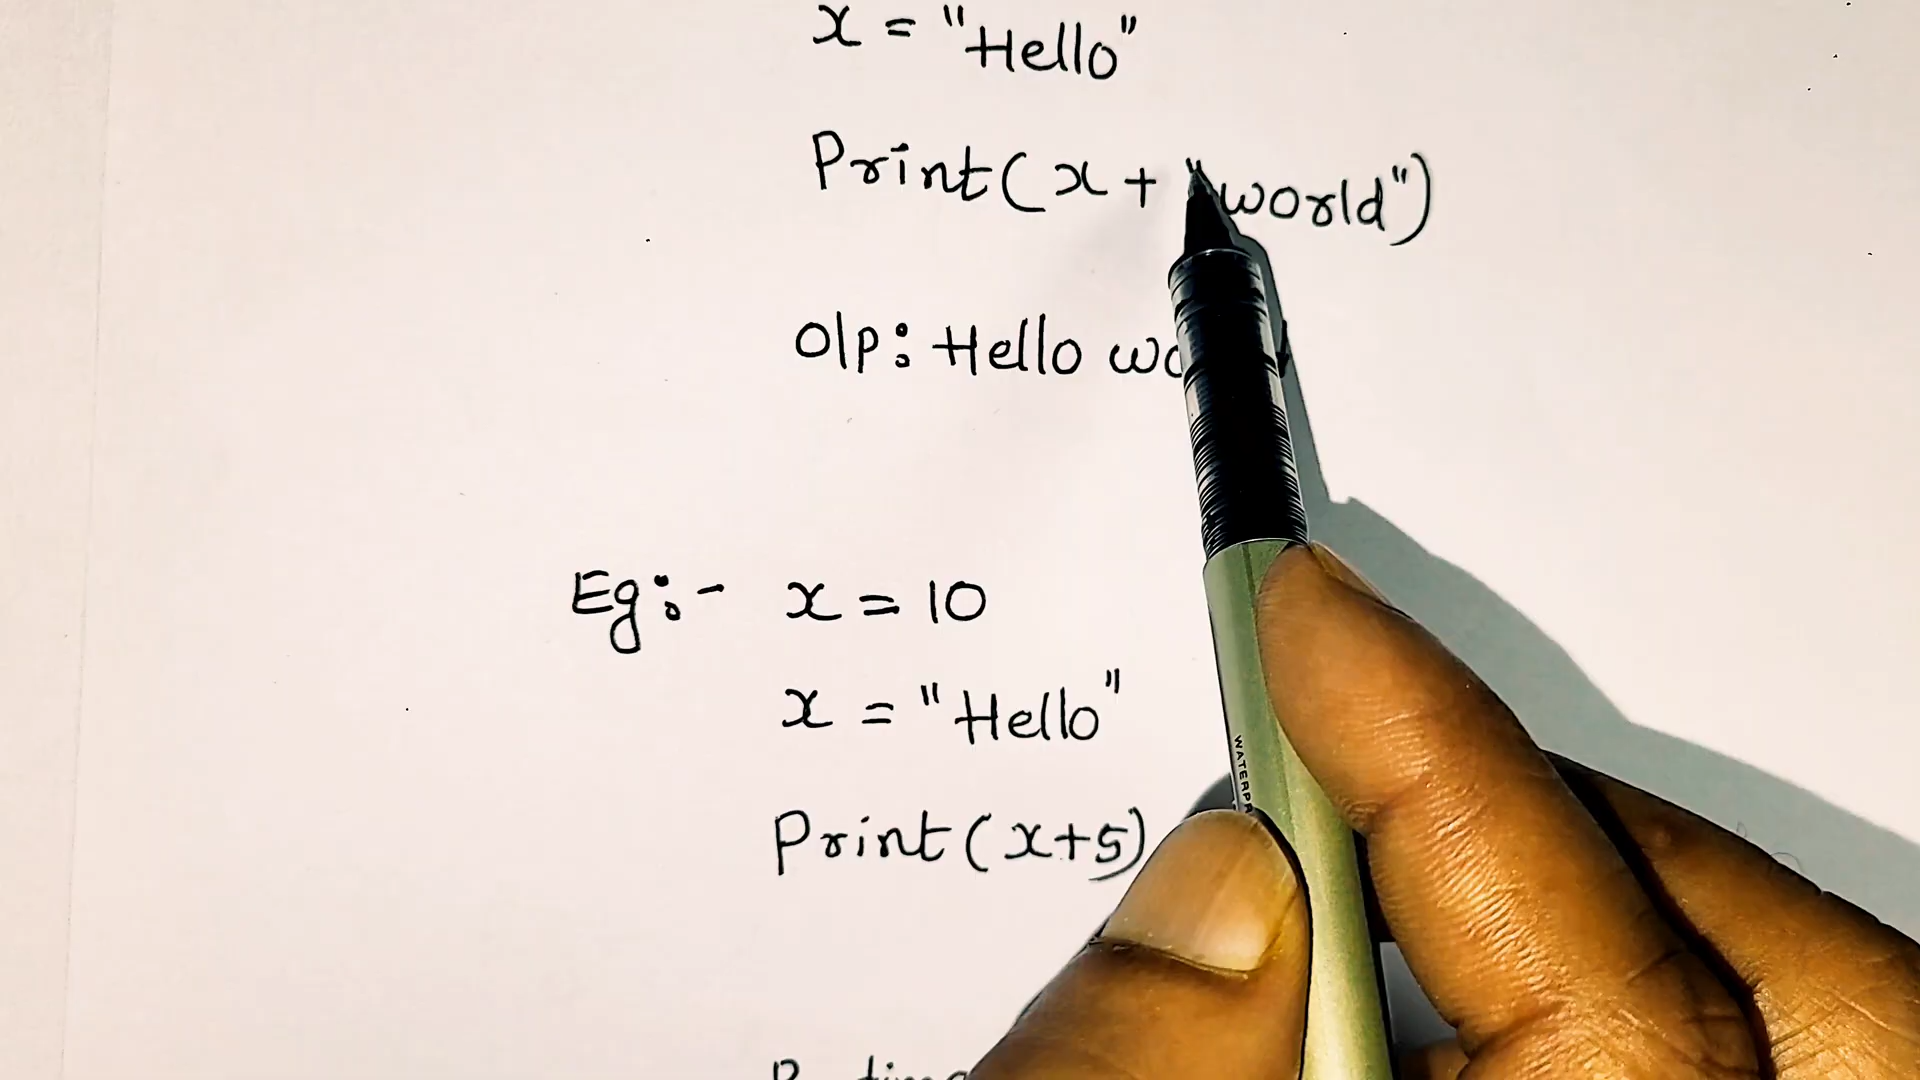 x = "Hello"
Print(x + "world")
O|P: Hello
Eg:- x = 10
x = "Hello"
Print(x+5)